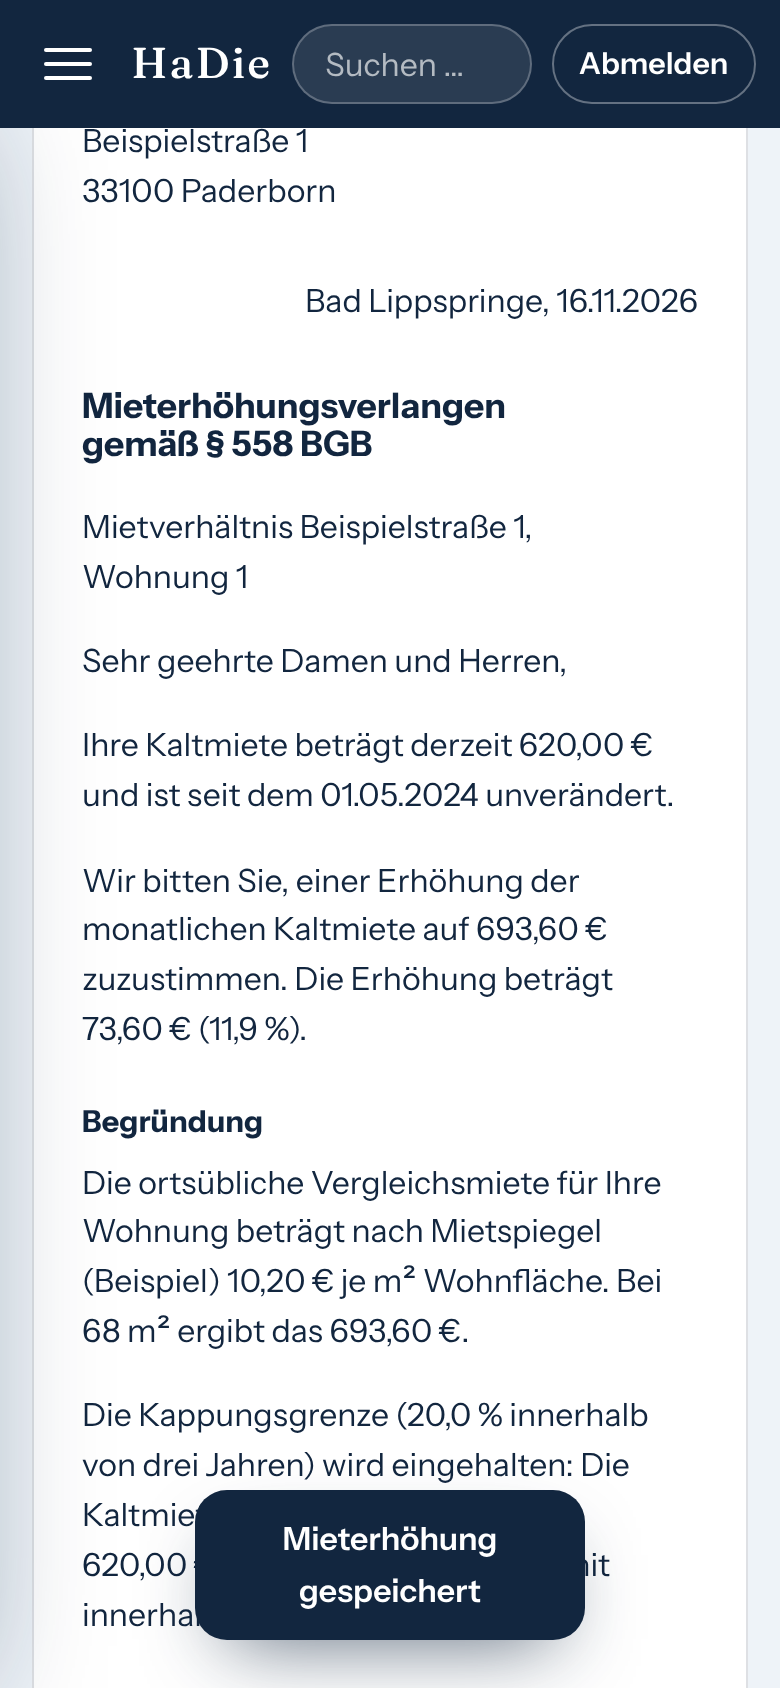 HaDie
Suchen ...
Abmelden
Beispielstraße 1
33100 Paderborn
Bad Lippspringe, 16.11.2026
Mieterhöhungsverlangen
gemäß § 558 BGB
Mietverhältnis Beispielstraße 1,
Wohnung 1
Sehr geehrte Damen und Herren,
Ihre Kaltmiete beträgt derzeit 620,00 €
und ist seit dem 01.05.2024 unverändert.
Wir bitten Sie, einer Erhöhung der
monatlichen Kaltmiete auf 693,60 €
zuzustimmen. Die Erhöhung beträgt
73,60 € (11,9 %).
Begründung
Die ortsübliche Vergleichsmiete für Ihre
Wohnung beträgt nach Mietspiegel
(Beispiel) 10,20 € je m² Wohnfläche. Bei
68 m² ergibt das 693,60 €.
Die Kappungsgrenze (20,0 % innerhalb
von drei Jahren) wird eingehalten: Die
620,00
Mieterhöhung
gespeichert